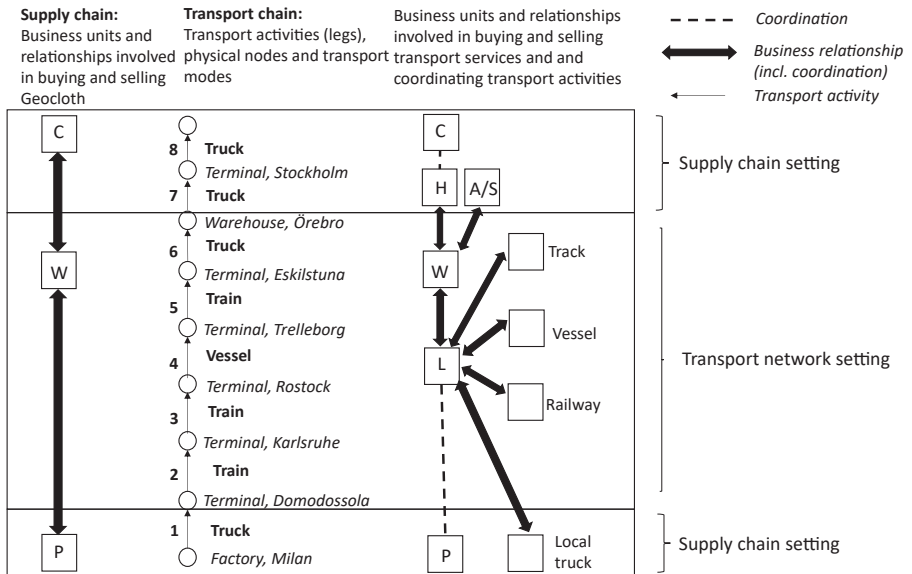 Supply chain:
Business units and
relationships involved
in buying and selling
Geocloth
Transport chain:
Transport activities (legs),
physical nodes and transport
modes
Business units and relationships
involved in buying and selling
transport services and and
coordinating transport activities
Coordination
Business relationship
(incl. coordination)
Transport activity
C
8 Truck
C
Terminal, Stockholm
H
A/S
7 Truck
Supply chain setting
Warehouse, Örebro
6 Truck
W
Terminal, Eskilstuna
W
Track
5 Train
Terminal, Trelleborg
Vessel
4 Vessel
L
Transport network setting
Terminal, Rostock
Railway
3 Train
Terminal, Karlsruhe
2 Train
Terminal, Domodossola
1 Truck
P
Factory, Milan
P
Local
truck
Supply chain setting